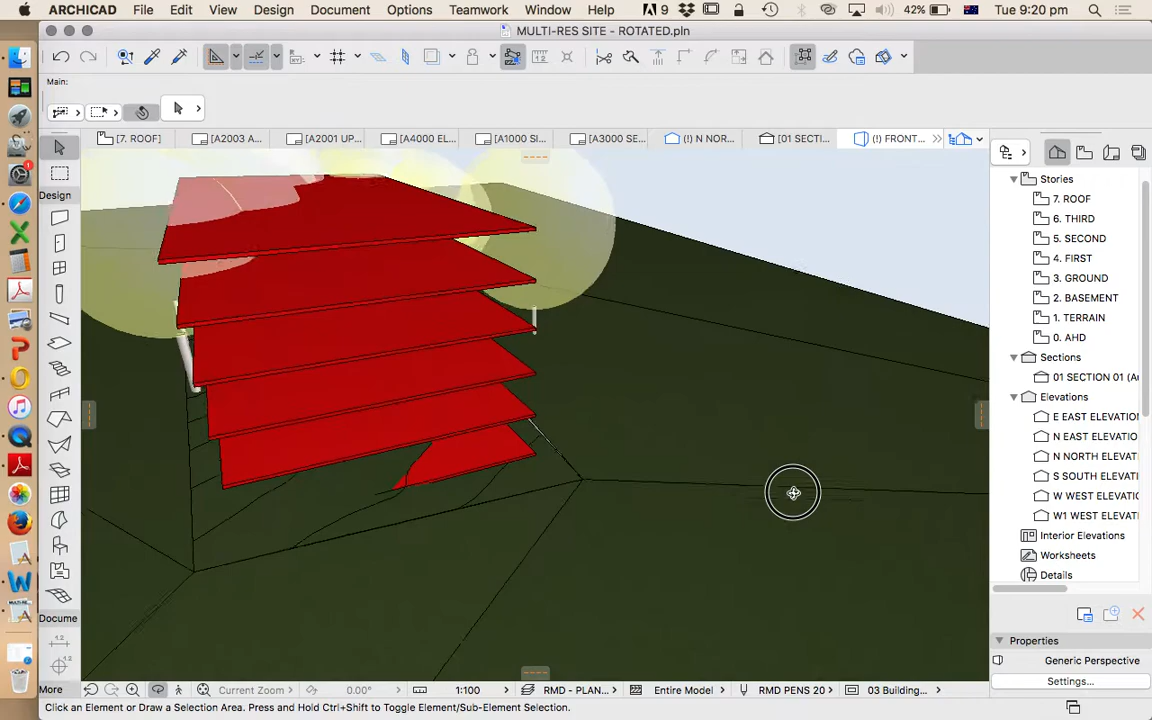 ARCHICAD File Edit View Design Document Options Teamwork Window Help 9 42% Tue 9:20 pm
MULTI-RES SITE - ROTATED.pln
Main:
[7. ROOF] [A2003 A... [A2001 UP... [A4000 EL... [A1000 SI... [A3000 SE... (!) N NOR... [01 SECTI... (!) FRONT...
Design
Stories
7. ROOF
6. THIRD
5. SECOND
4. FIRST
3. GROUND
2. BASEMENT
1. TERRAIN
0. AHD
Sections
01 SECTION 01 (Au
Elevations
E EAST ELEVATIO
N EAST ELEVATIO
N NORTH ELEVATI
S SOUTH ELEVATI
W WEST ELEVATI
W1 WEST ELEVATI
Interior Elevations
Worksheets
Details
Docume
1.2
Properties
Generic Perspective
Settings...
More Current Zoom 0.00° 1:100 RMD - PLAN... Entire Model RMD PENS 20 03 Building...
Click an Element or Draw a Selection Area. Press and Hold Ctrl+Shift to Toggle Element/Sub-Element Selection.